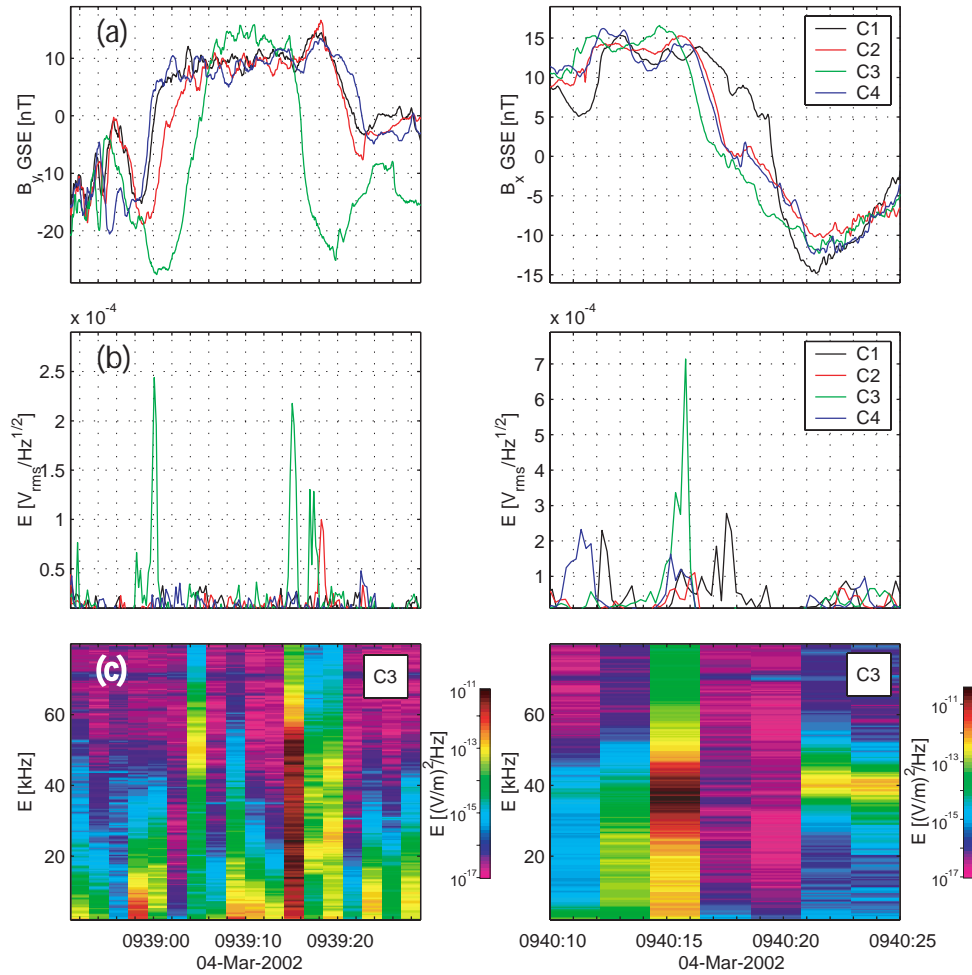 (a)
B_y, GSE [nT]
10
0
-10
-20
B_x GSE [nT]
15
10
5
0
-5
-10
-15
C1
C2
C3
C4
x 10^-4
(b)
E [V_rms/Hz^1/2]
2.5
2
1.5
1
0.5
x 10^-4
E [V_rms/Hz^1/2]
7
6
5
4
3
2
1
C1
C2
C3
C4
(c)
C3
E [kHz]
60
40
20
10^-11
10^-13
10^-15
10^-17
E [(V/m)^2/Hz]
0939:00 0939:10 0939:20
04-Mar-2002
C3
E [kHz]
60
40
20
10^-11
10^-13
10^-15
10^-17
E [(V/m)^2/Hz]
0940:10 0940:15 0940:20 0940:25
04-Mar-2002